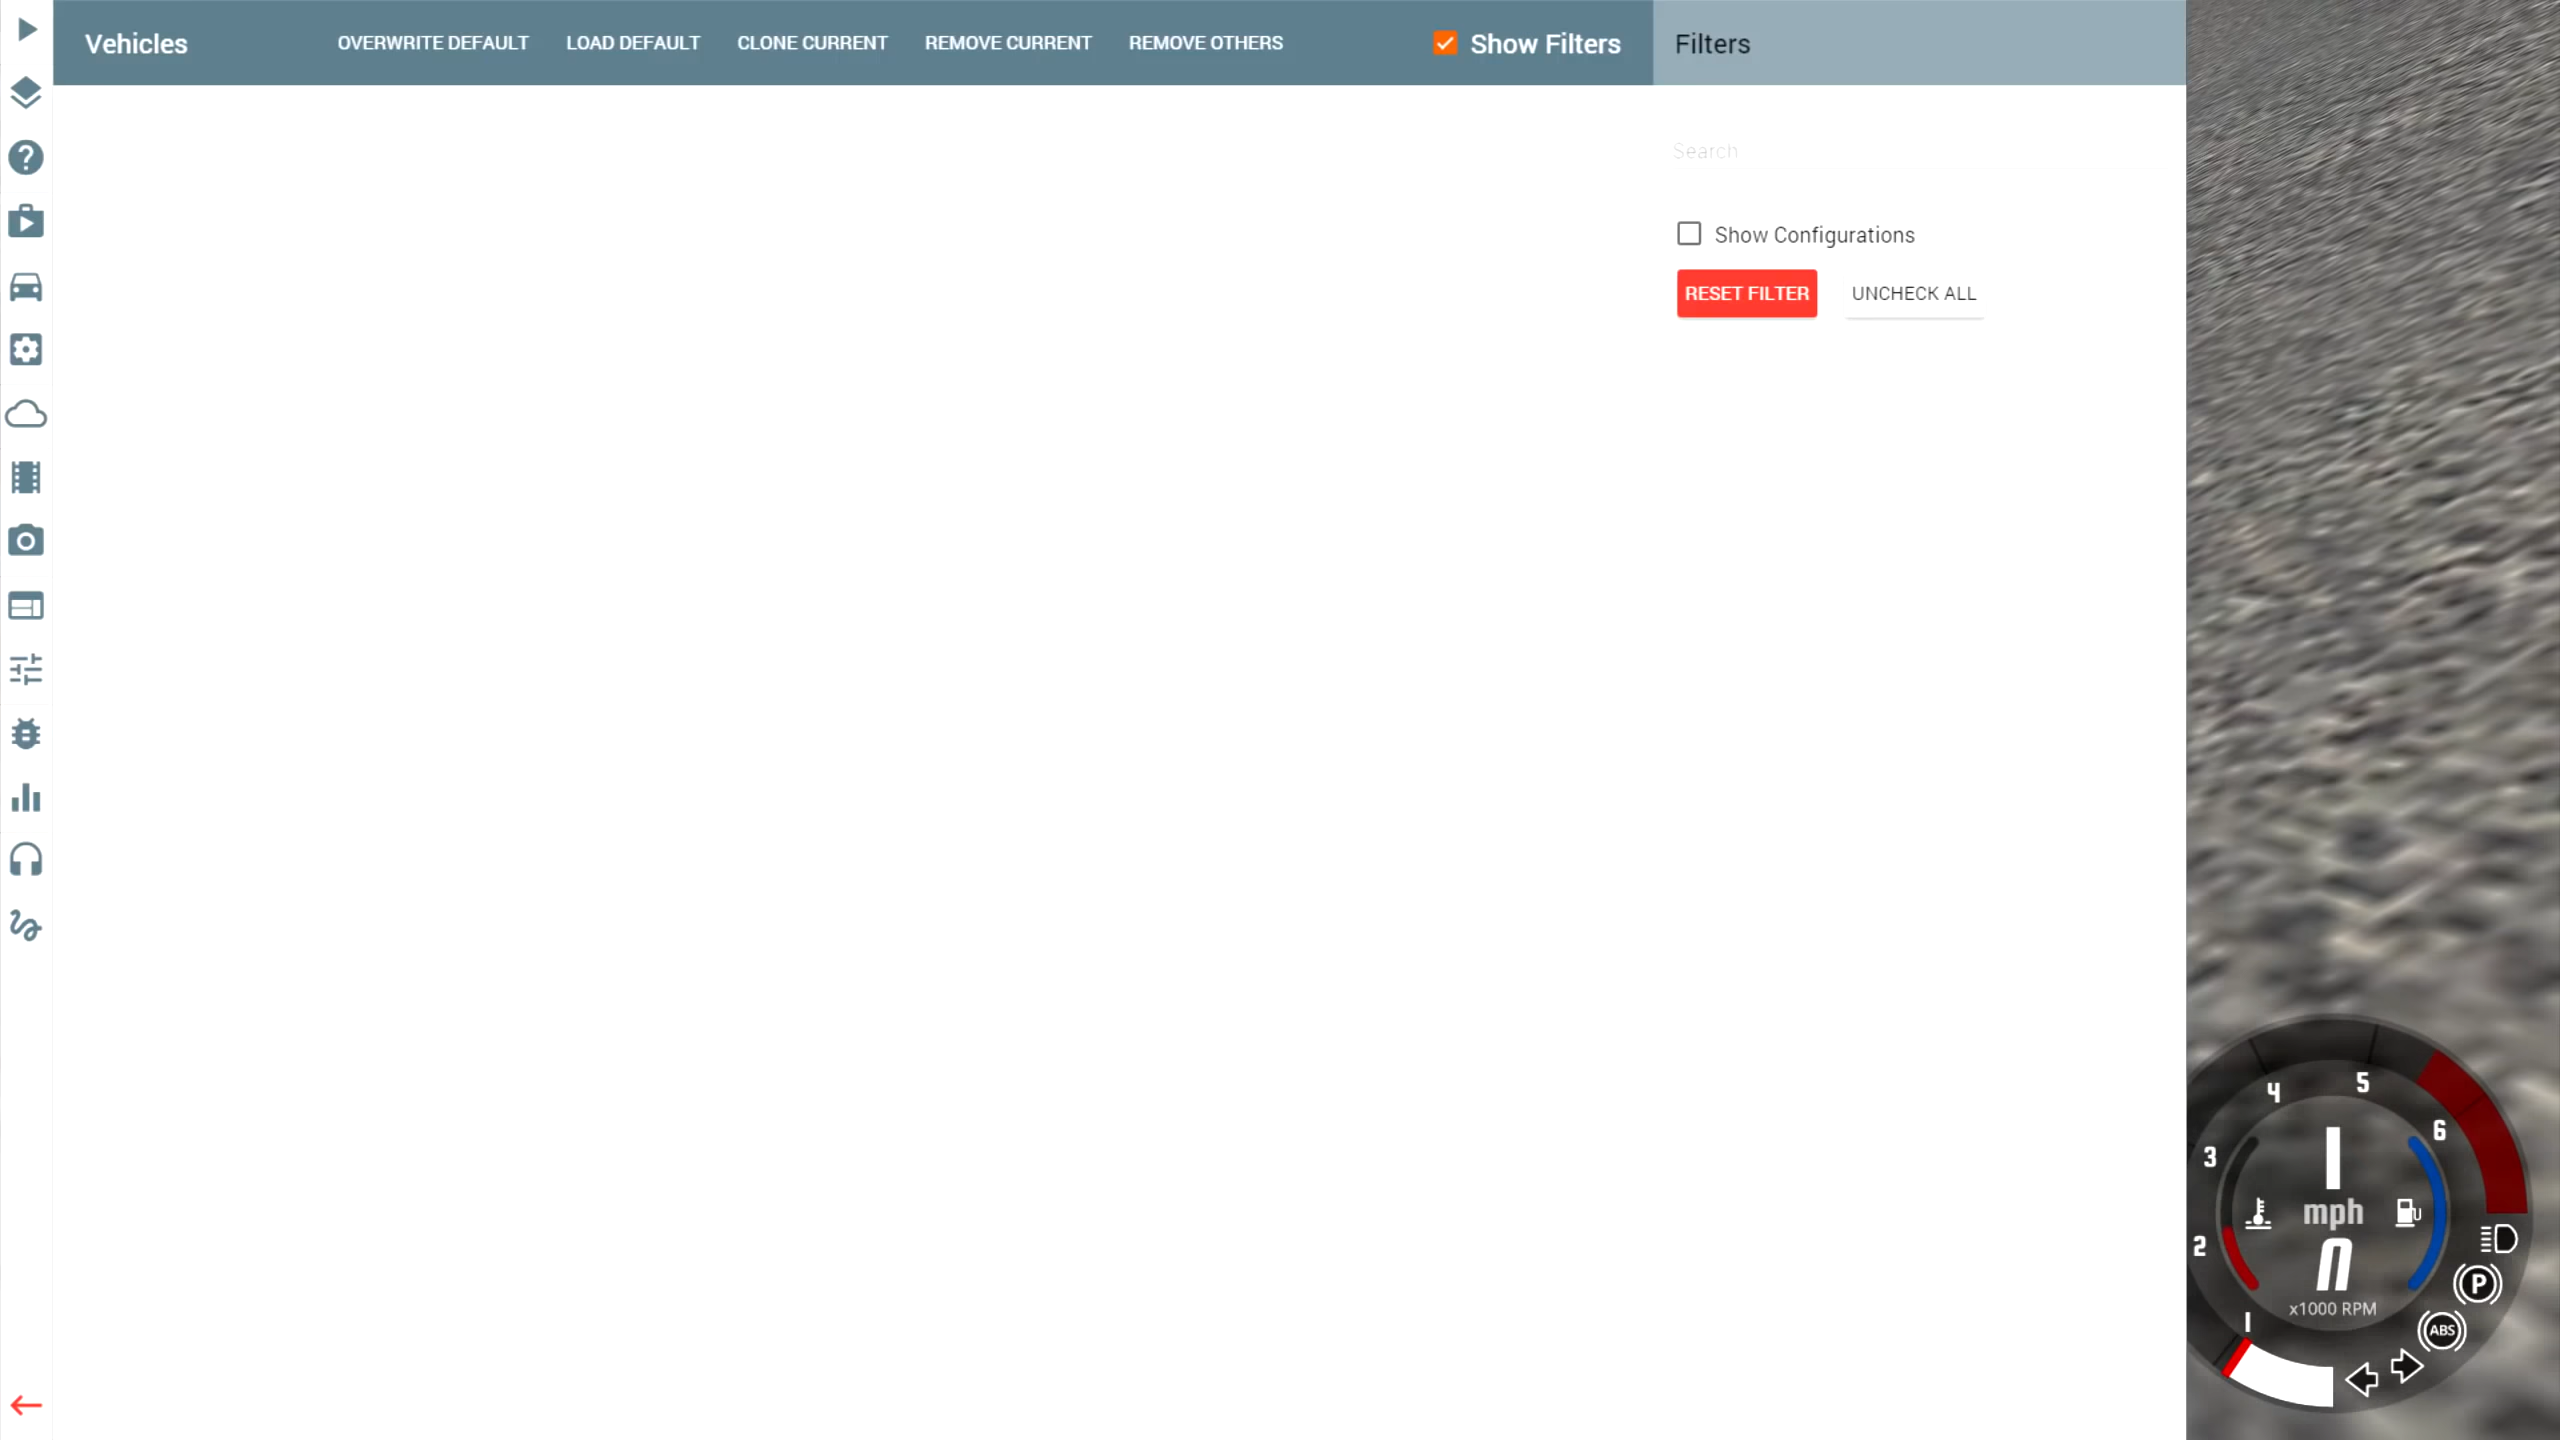 Vehicles
OVERWRITE DEFAULT
LOAD DEFAULT
CLONE CURRENT
REMOVE CURRENT
REMOVE OTHERS
Show Filters
Filters
Search
Show Configurations
RESET FILTER
UNCHECK ALL
1
2
3
4
5
6
1
mph
n
x1000 RPM
P
ABS